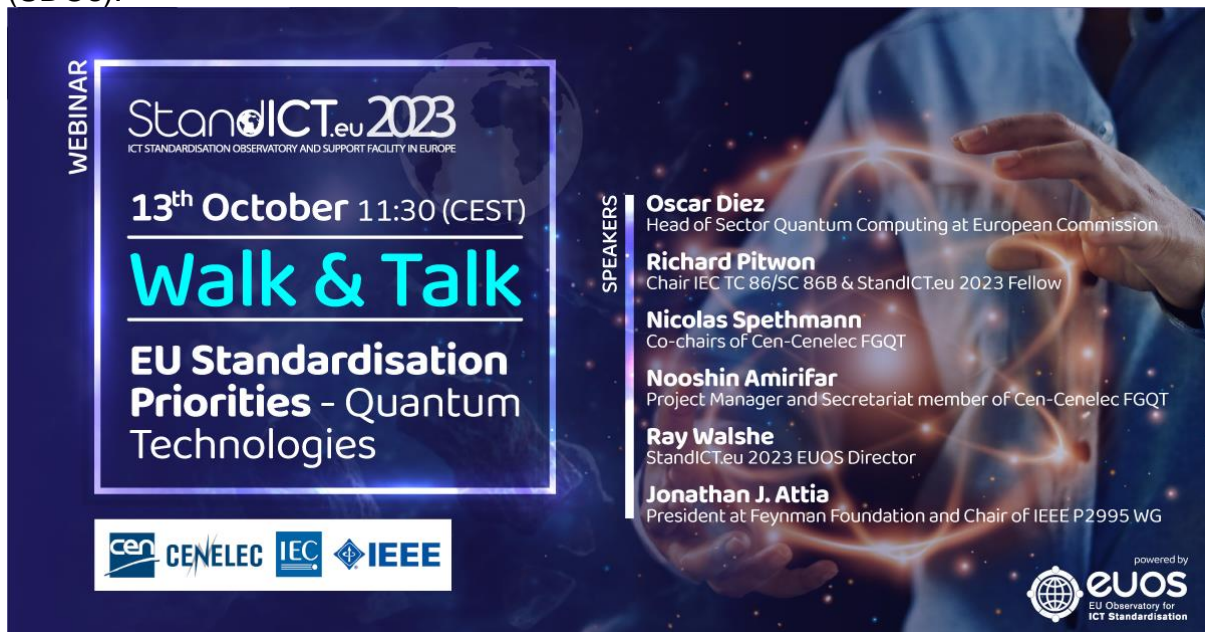 WEBINAR
StandICT.eu 2023
ICT STANDARDISATION OBSERVATORY AND SUPPORT FACILITY IN EUROPE
13th October 11:30 (CEST)
Walk & Talk
EU Standardisation
Priorities - Quantum
Technologies
cen CENELEC IEC IEEE
SPEAKERS
Oscar Diez
Head of Sector Quantum Computing at European Commission
Richard Pitwon
Chair IEC TC 86/SC 86B & StandICT.eu 2023 Fellow
Nicolas Spethmann
Co-chairs of Cen-Cenelec FGQT
Nooshin Amirifar
Project Manager and Secretariat member of Cen-Cenelec FGQT
Ray Walshe
StandICT.eu 2023 EUOS Director
Jonathan J. Attia
President at Feynman Foundation and Chair of IEEE P2995 WG
powered by
euos
EU Observatory for
ICT Standardisation